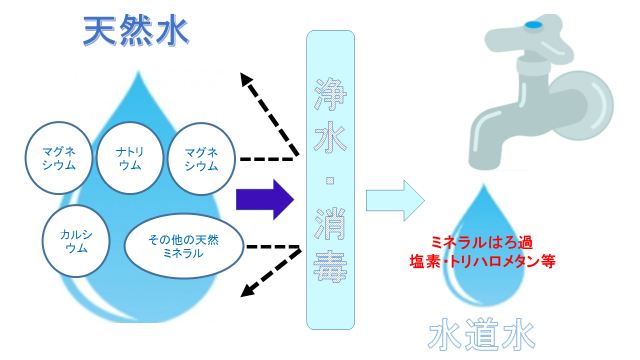 天然水
マグネ
シウム
ナトリ
ウム
マグネ
シウム
カルシ
ウム
その他の天然
ミネラル
浄水・消毒
ミネラルはろ過
塩素・トリハロメタン等
水道水